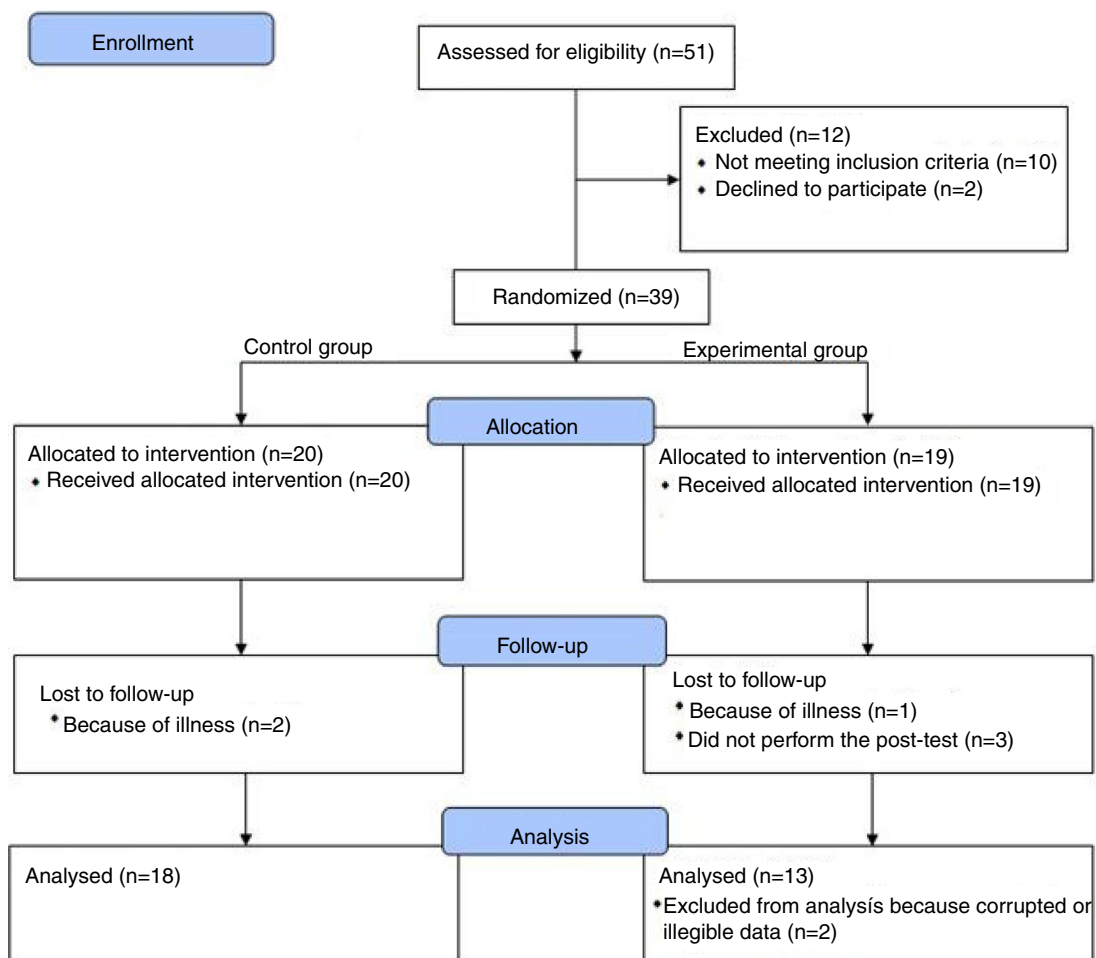 Enrollment
Assessed for eligibility (n=51)
Excluded (n=12)
Not meeting inclusion criteria (n=10)
Declined to participate (n=2)
Randomized (n=39)
Control group
Experimental group
Allocation
Allocated to intervention (n=20)
Received allocated intervention (n=20)
Allocated to intervention (n=19)
Received allocated intervention (n=19)
Follow-up
Lost to follow-up
Because of illness (n=2)
Lost to follow-up
Because of illness (n=1)
Did not perform the post-test (n=3)
Analysis
Analysed (n=18)
Analysed (n=13)
Excluded from analysís because corrupted or
illegible data (n=2)